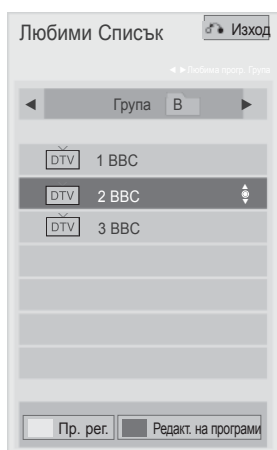 Любими Списък
Изход
◄ ►Любима прогр. Група
◄ Група B ►
DTV 1 BBC
DTV 2 BBC
DTV 3 BBC
Пр. рег. Редакт. на програми